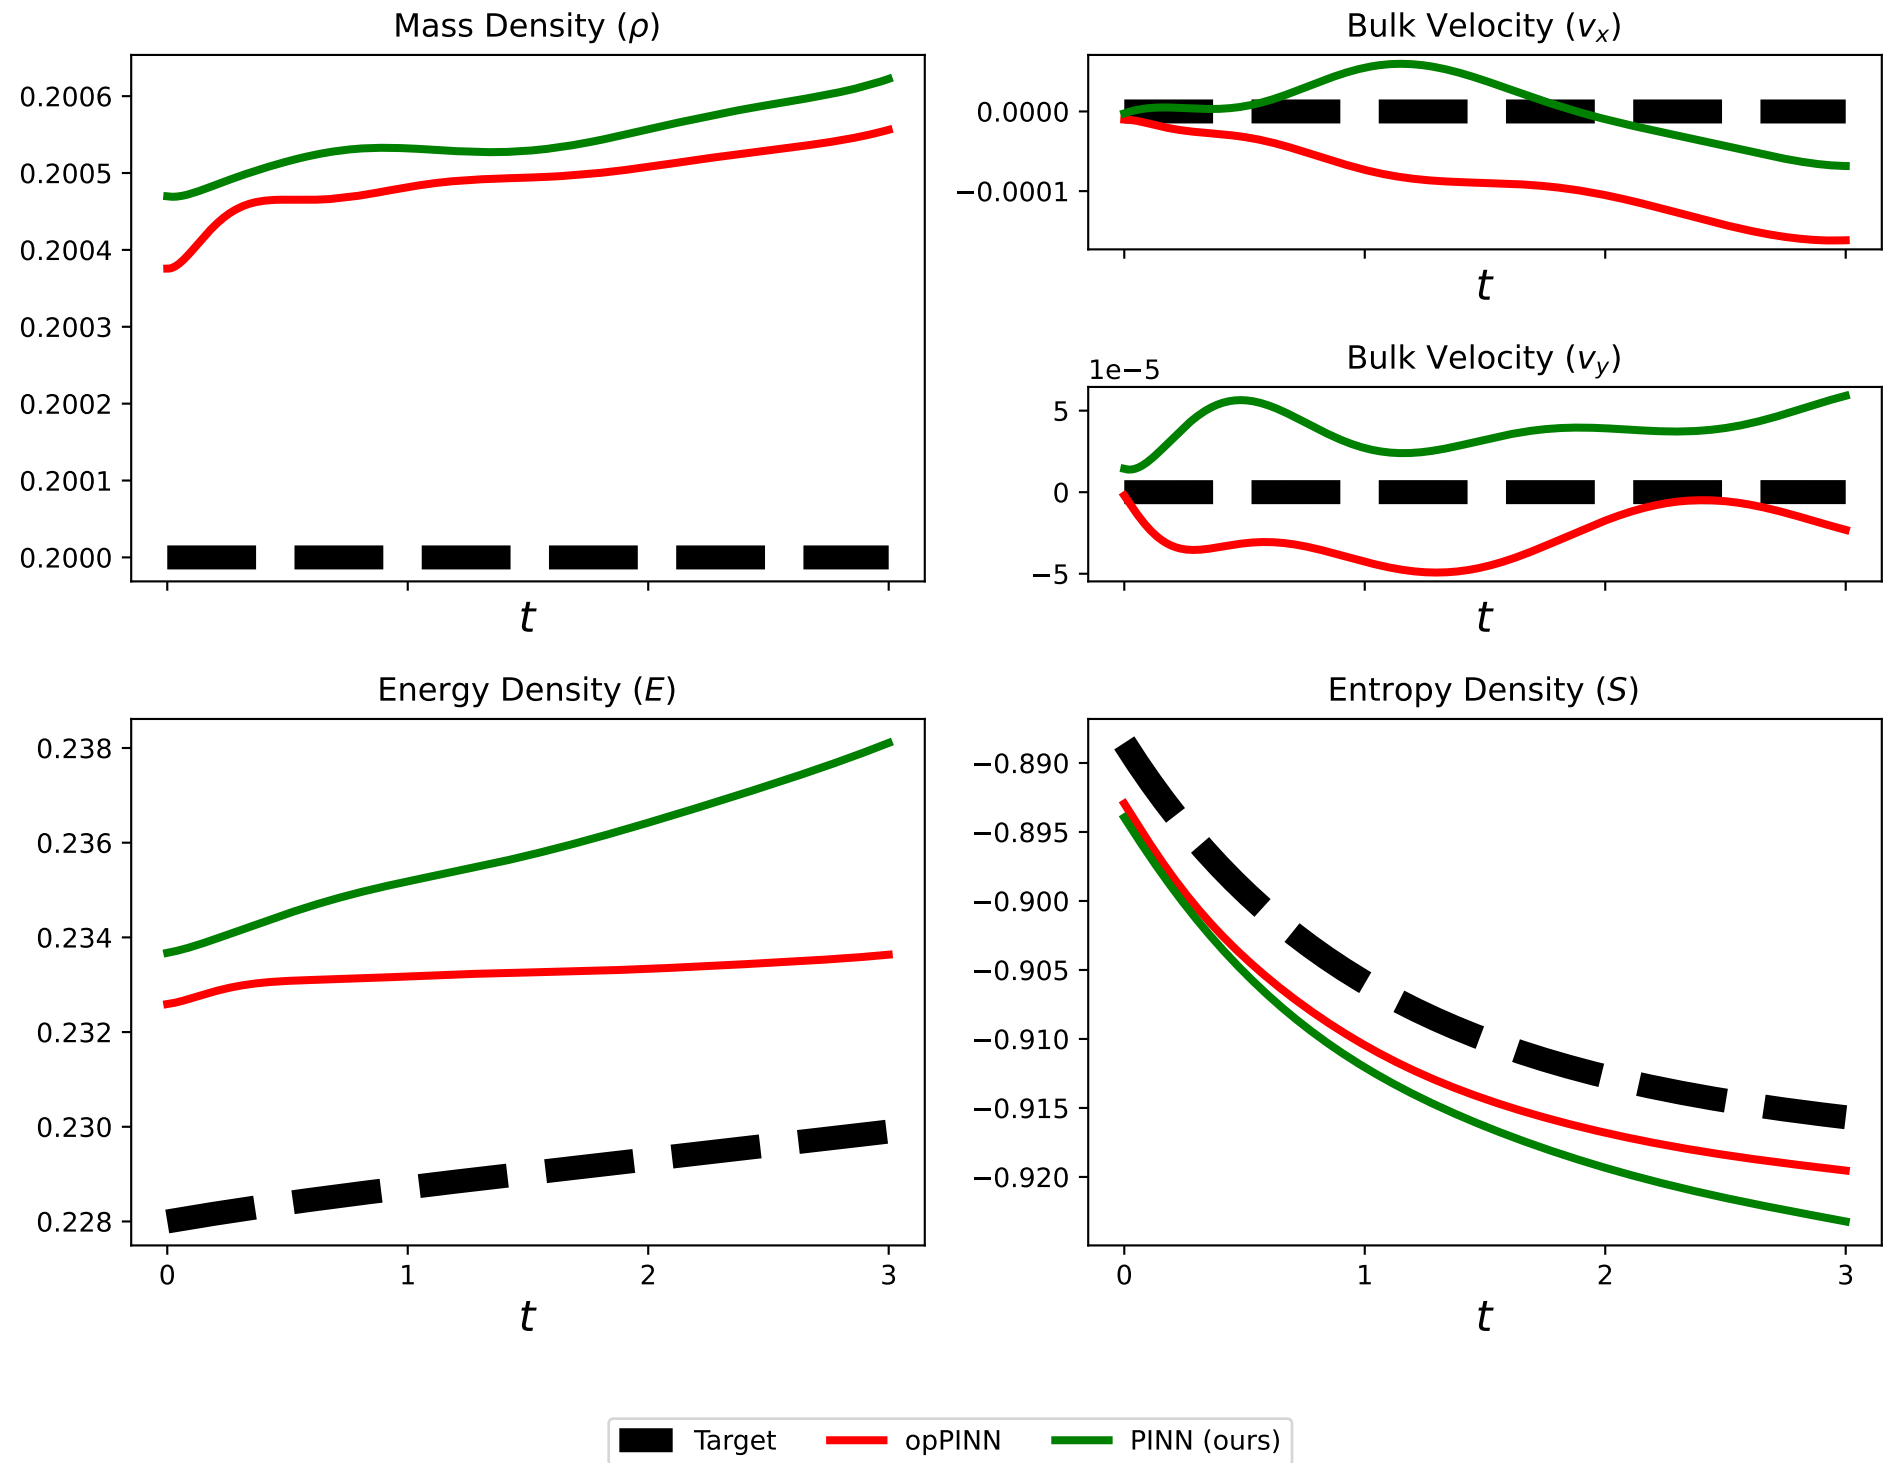 Mass Density (ρ)
0.2006
0.2005
0.2004
0.2003
0.2002
0.2001
0.2000
t
Bulk Velocity (vₓ)
0.0000
−0.0001
t
Bulk Velocity (v_y)
1e−5
5
0
−5
t
Energy Density (E)
0.238
0.236
0.234
0.232
0.230
0.228
0 1 2 3
t
Entropy Density (S)
−0.890
−0.895
−0.900
−0.905
−0.910
−0.915
−0.920
0 1 2 3
t
Target opPINN PINN (ours)